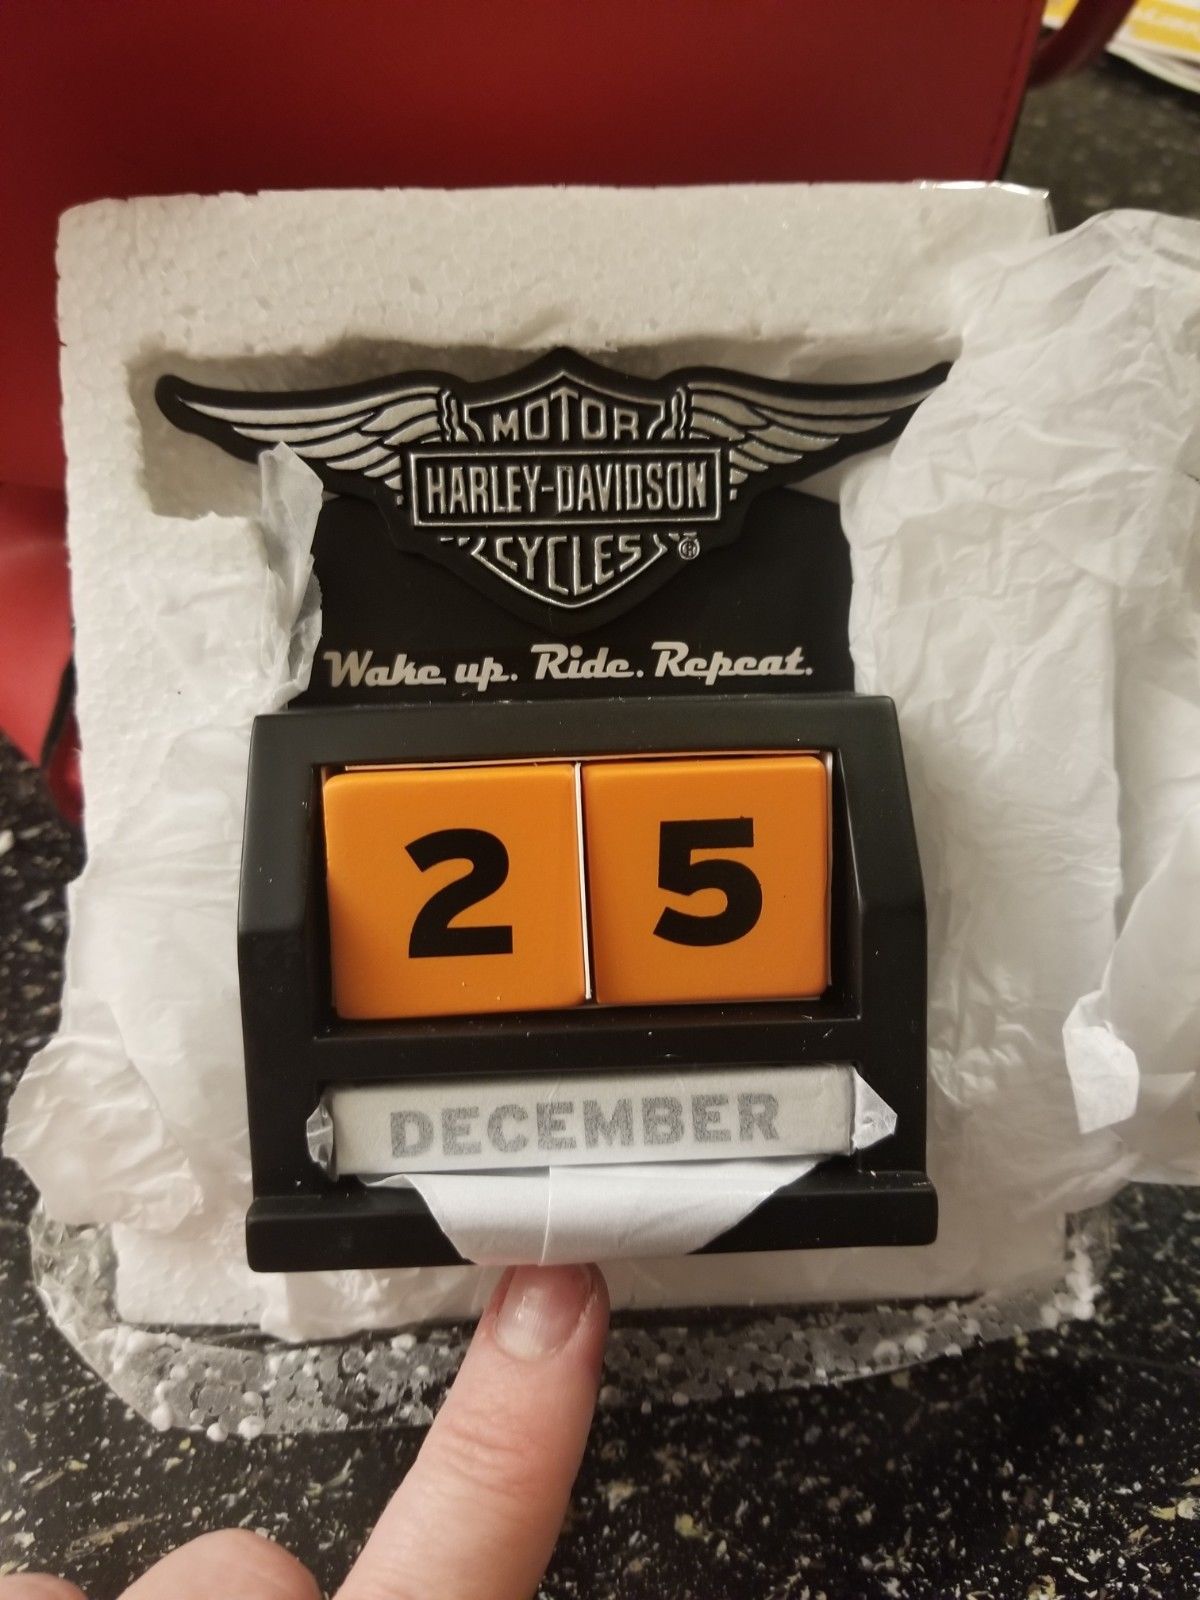 MOTOR
HARLEY-DAVIDSON
CYCLES®
Wake up. Ride. Repeat.
2 5
DECEMBER